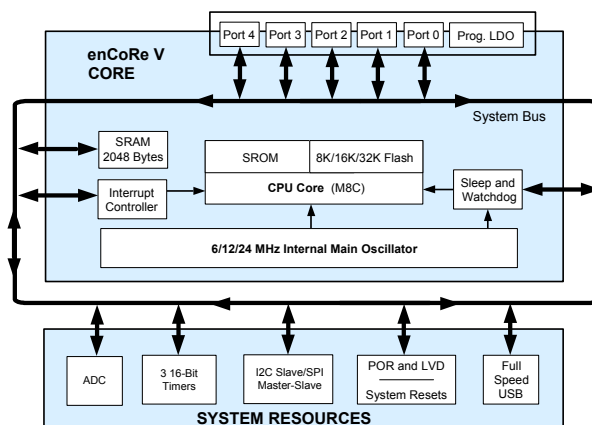 Port 4 Port 3 Port 2 Port 1 Port 0 Prog. LDO
enCoRe V
CORE
System Bus
SRAM
2048 Bytes
SROM
8K/16K/32K Flash
CPU Core (M8C)
Interrupt
Controller
Sleep and
Watchdog
6/12/24 MHz Internal Main Oscillator
ADC
3 16-Bit
Timers
I2C Slave/SPI
Master-Slave
POR and LVD
System Resets
Full
Speed
USB
SYSTEM RESOURCES